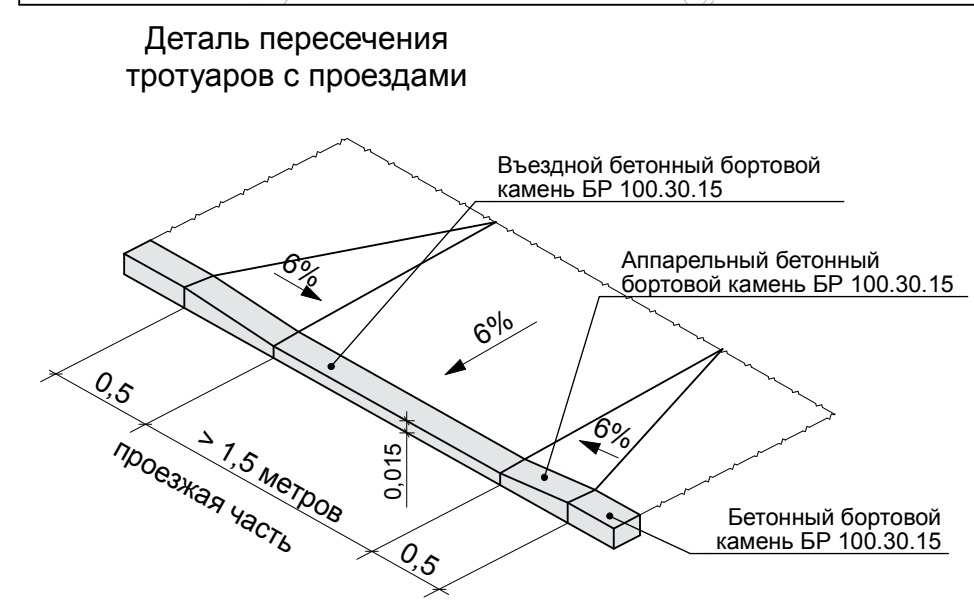 Деталь пересечения
тротуаров с проездами
Въездной бетонный бортовой
камень БР 100.30.15
Аппарельный бетонный
бортовой камень БР 100.30.15
6%
6%
6%
0,5
> 1,5 метров
0,015
проезжая часть
0,5
Бетонный бортовой
камень БР 100.30.15